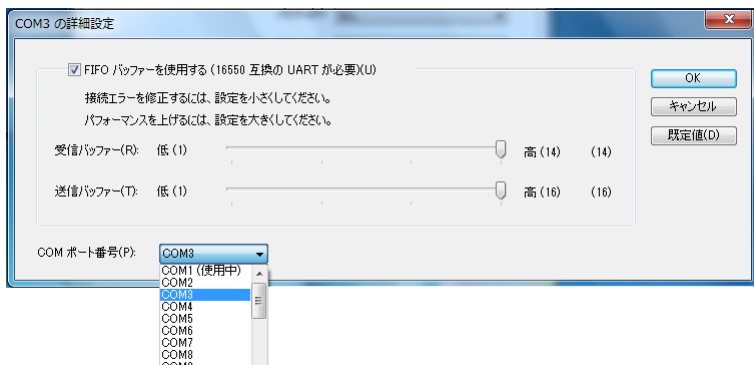 COM3 の詳細設定
FIFO バッファーを使用する (16550 互換の UART が必要)(U)
接続エラーを修正するには、設定を小さくしてください。
パフォーマンスを上げるには、設定を大きくしてください。
受信バッファー(R): 低 (1) 高 (14) (14)
送信バッファー(T): 低 (1) 高 (16) (16)
OK
キャンセル
既定値(D)
COM ポート番号(P): COM3
COM1 (使用中)
COM2
COM3
COM4
COM5
COM6
COM7
COM8